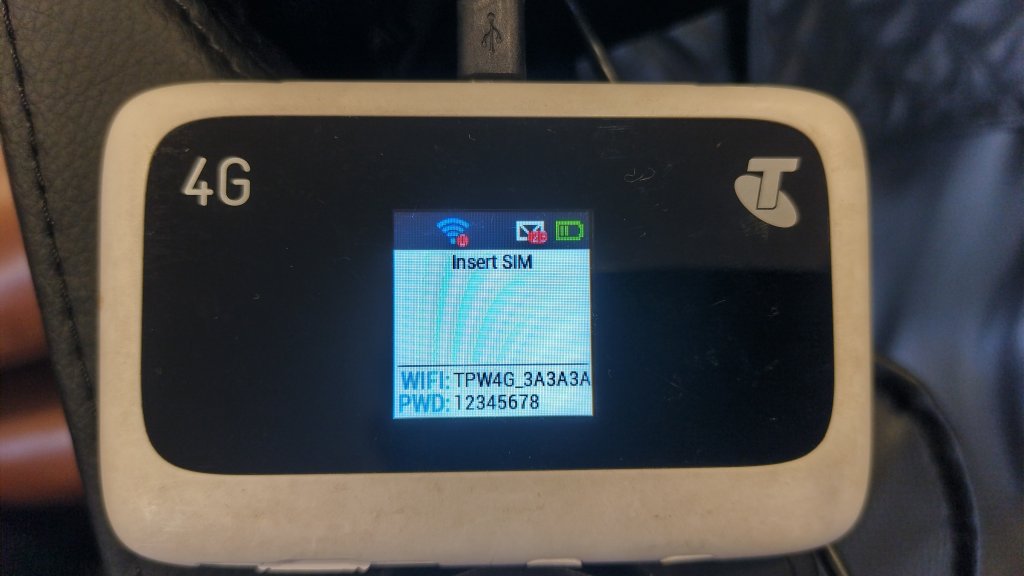 4G
T
Insert SIM
WIFI: TPW4G_3A3A3A
PWD: 12345678